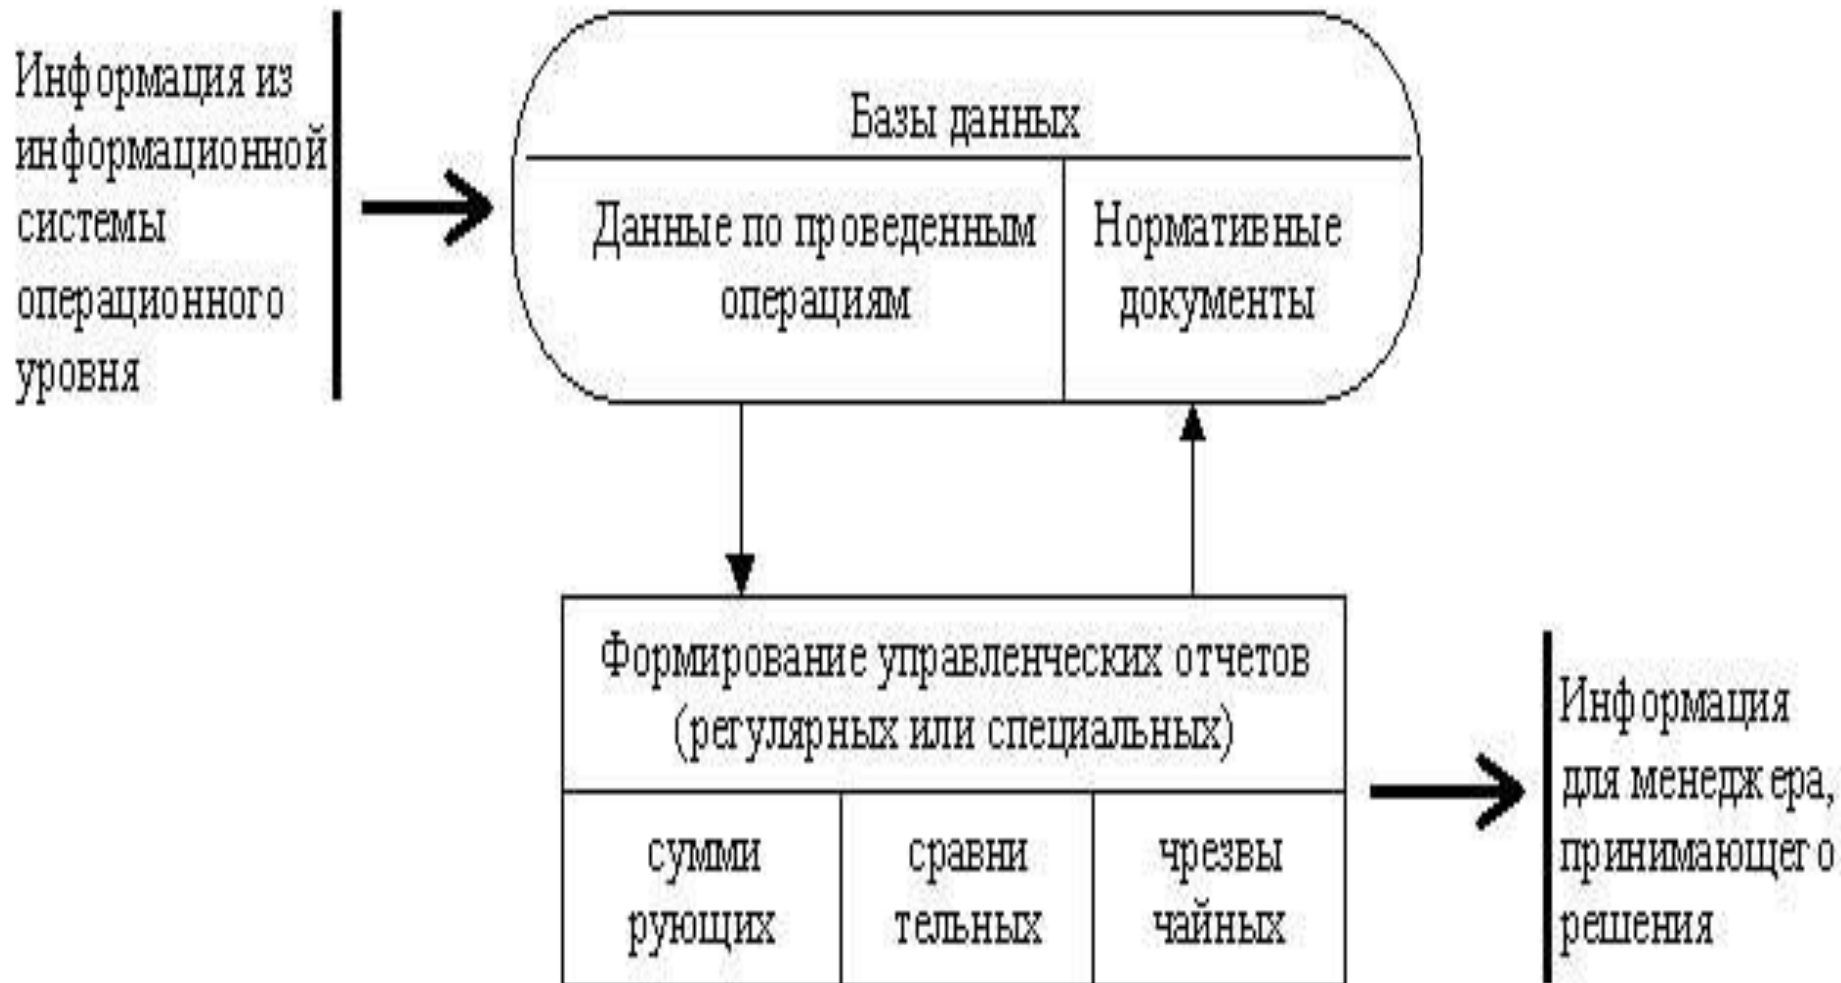 Информация из
информационной
системы
операционного
уровня
Базы данных
Данные по проведенным
операциям
Нормативные
документы
Формирование управленческих отчетов
(регулярных или специальных)
сумми
рующих
сравни
тельных
чрезвы
чайных
Информация
для менеджера,
принимающего
решения